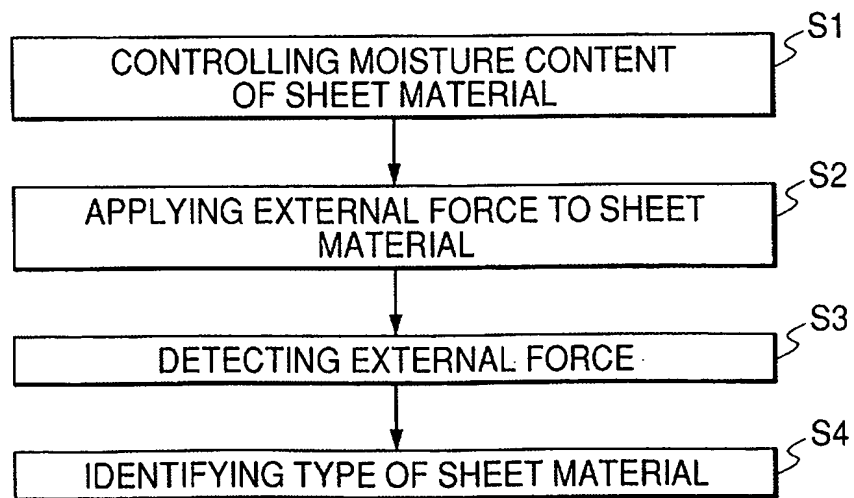 S1
CONTROLLING MOISTURE CONTENT
OF SHEET MATERIAL
S2
APPLYING EXTERNAL FORCE TO SHEET
MATERIAL
S3
DETECTING EXTERNAL FORCE
S4
IDENTIFYING TYPE OF SHEET MATERIAL